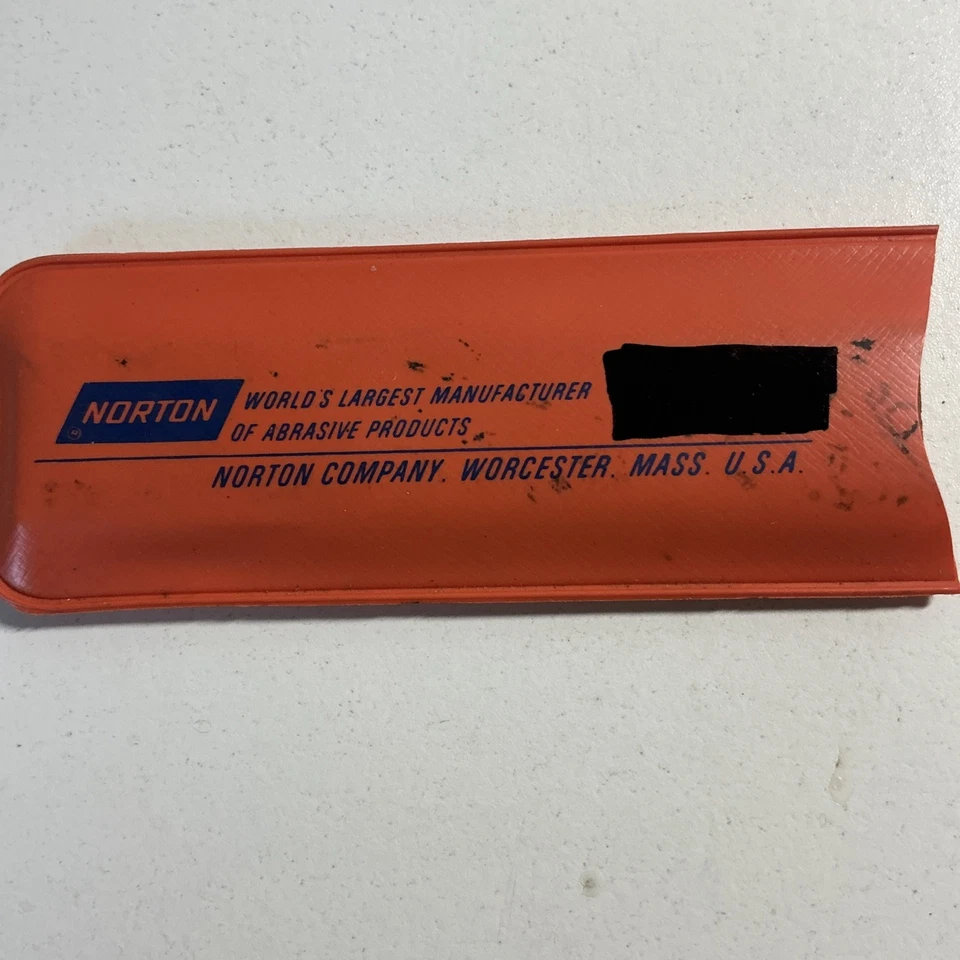 NORTON
®
WORLD'S LARGEST MANUFACTURER
OF ABRASIVE PRODUCTS
NORTON COMPANY, WORCESTER, MASS. U.S.A.